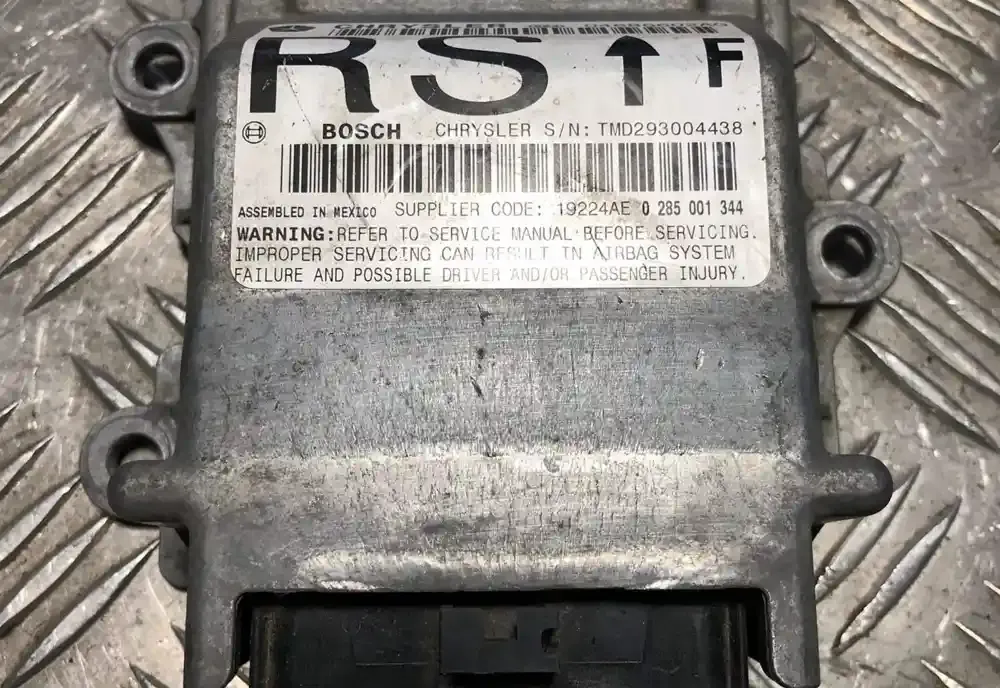 CHRYSLER
RS ↑ F
BOSCH CHRYSLER S/N: TMD293004438
ASSEMBLED IN MEXICO SUPPLIER CODE: 19224AE 0 285 001 344
WARNING:REFER TO SERVICE MANUAL BEFORE SERVICING.
IMPROPER SERVICING CAN RESULT IN AIRBAG SYSTEM
FAILURE AND POSSIBLE DRIVER AND/OR PASSENGER INJURY.